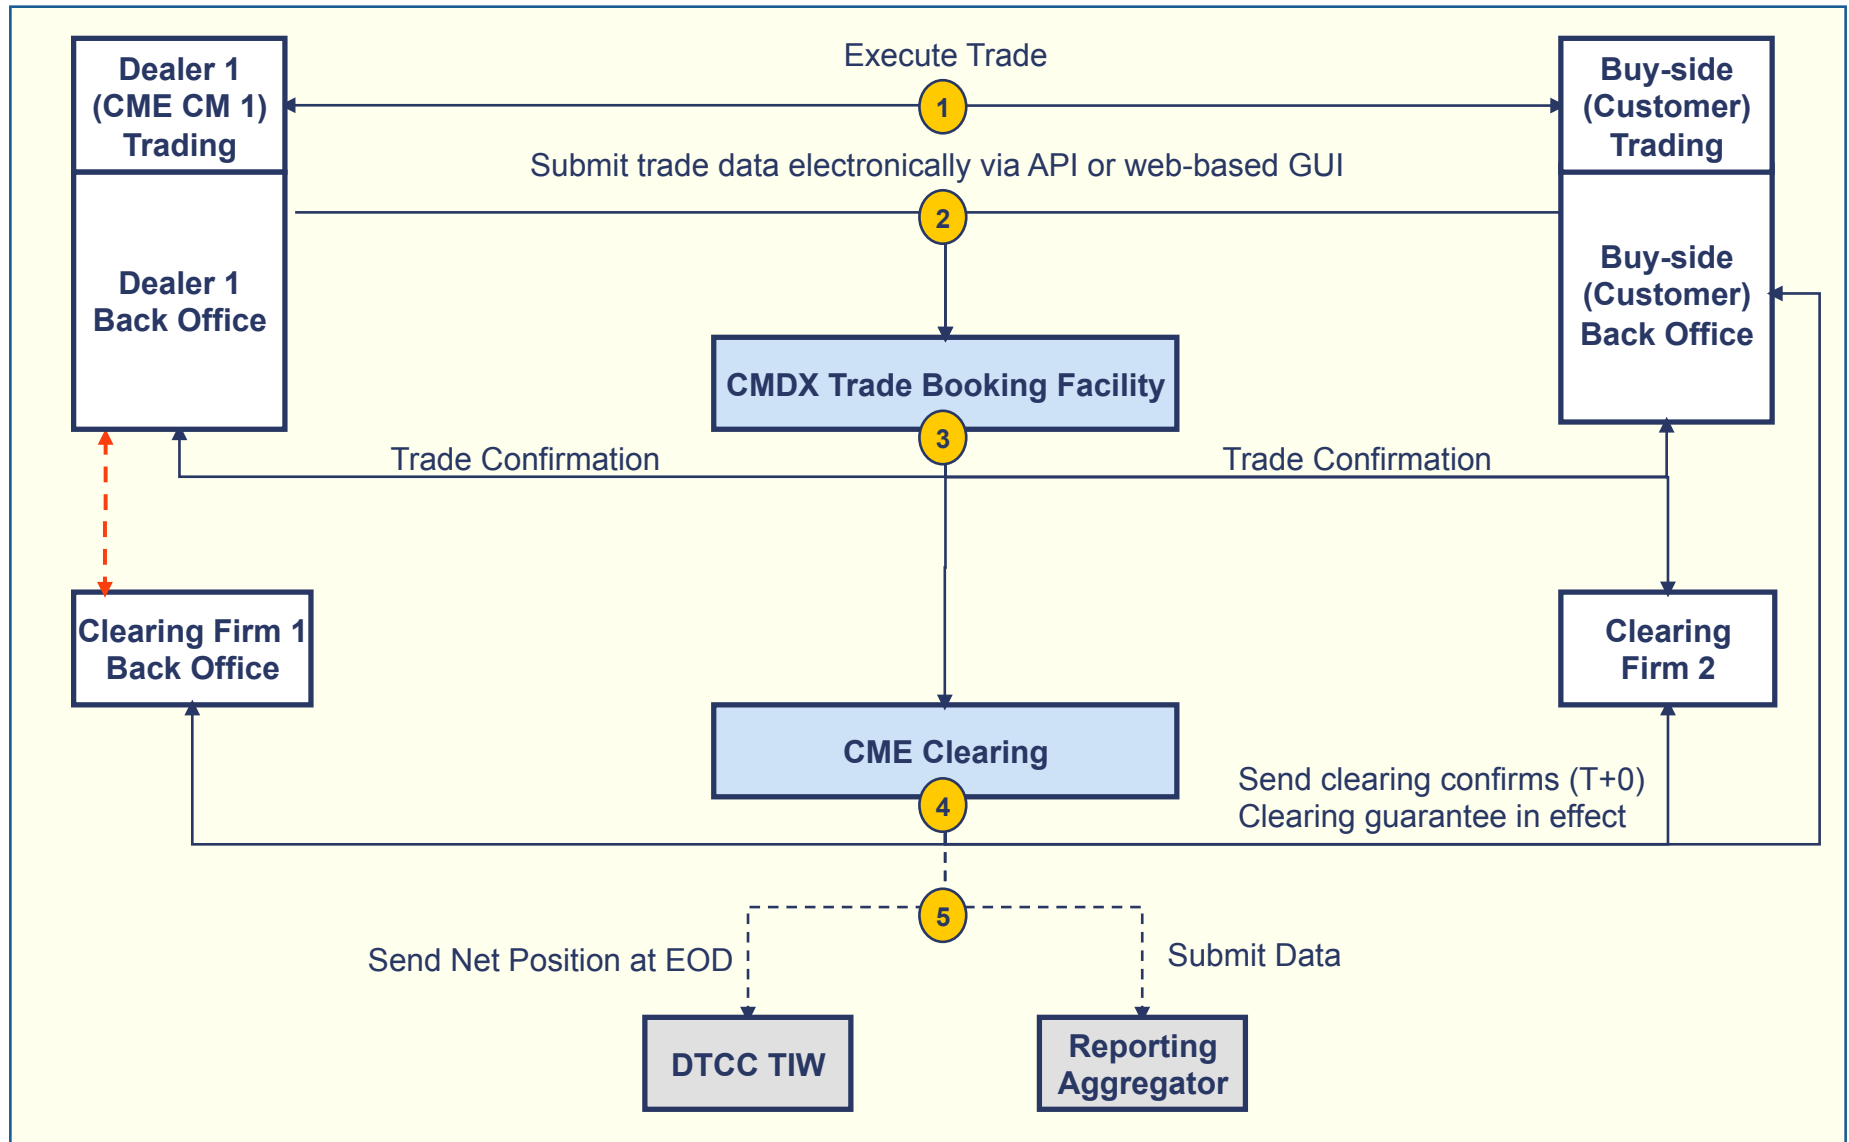 Dealer 1
(CME CM 1)
Trading
Execute Trade
1
Buy-side
(Customer)
Trading
Submit trade data electronically via API or web-based GUI
2
Dealer 1
Back Office
Buy-side
(Customer)
Back Office
CMDX Trade Booking Facility
3
Trade Confirmation
Trade Confirmation
Clearing Firm 1
Back Office
Clearing
Firm 2
CME Clearing
4
Send clearing confirms (T+0)
Clearing guarantee in effect
5
Send Net Position at EOD
Submit Data
DTCC TIW
Reporting
Aggregator